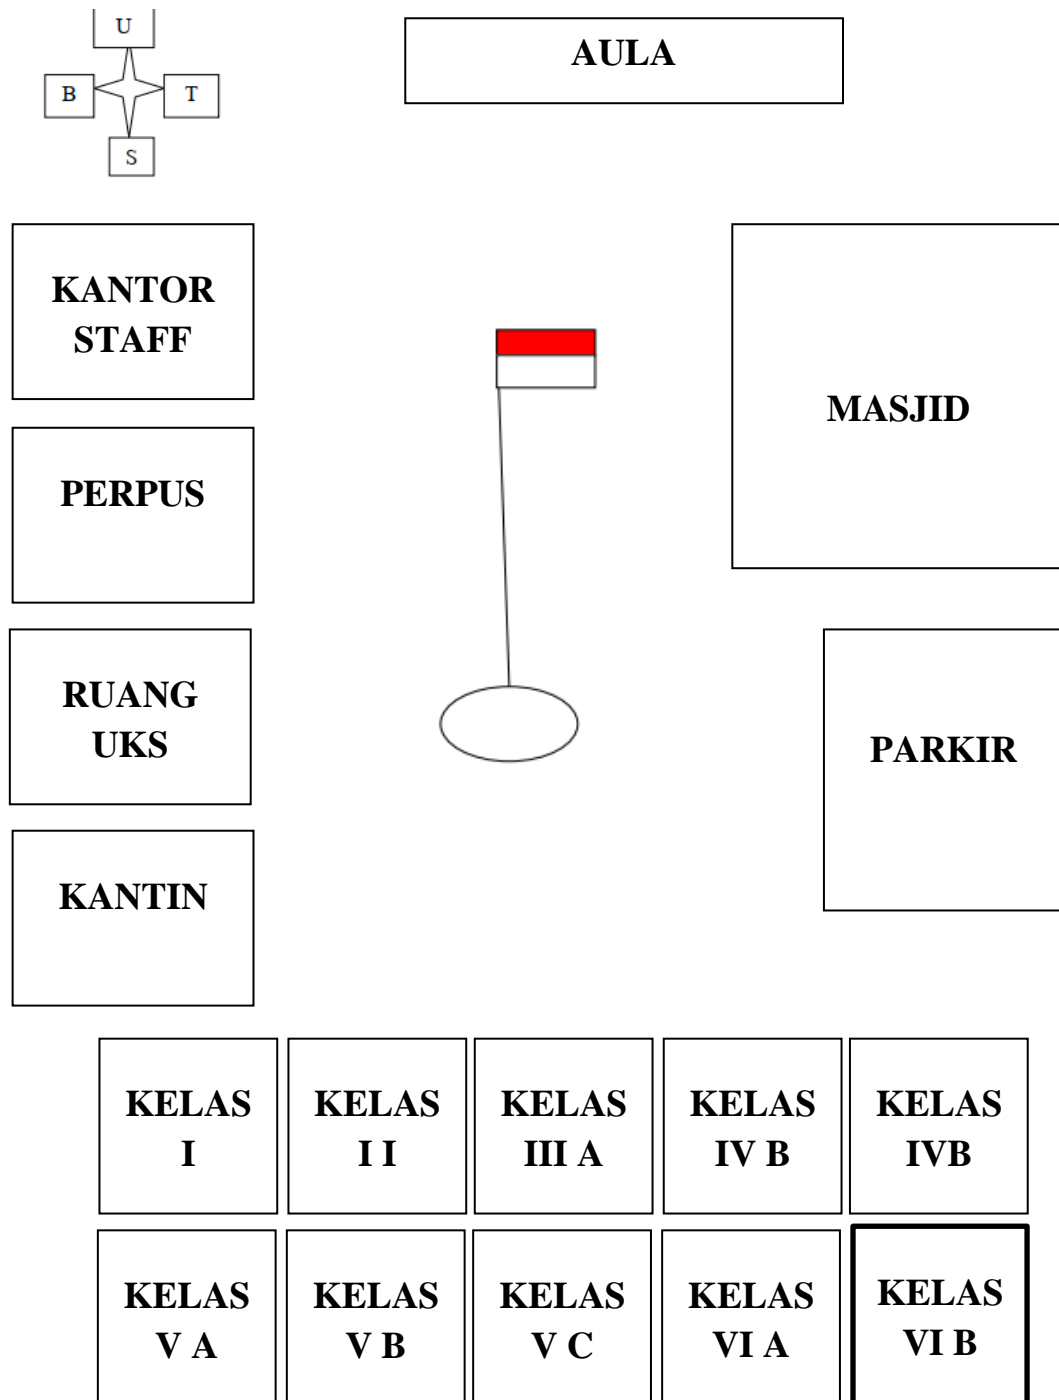 U
B
T
S
AULA
KANTOR
STAFF
MASJID
PERPUS
RUANG
UKS
PARKIR
KANTIN
KELAS
I
KELAS
I I
KELAS
III A
KELAS
IV B
KELAS
IVB
KELAS
V A
KELAS
V B
KELAS
V C
KELAS
VI A
KELAS
VI B